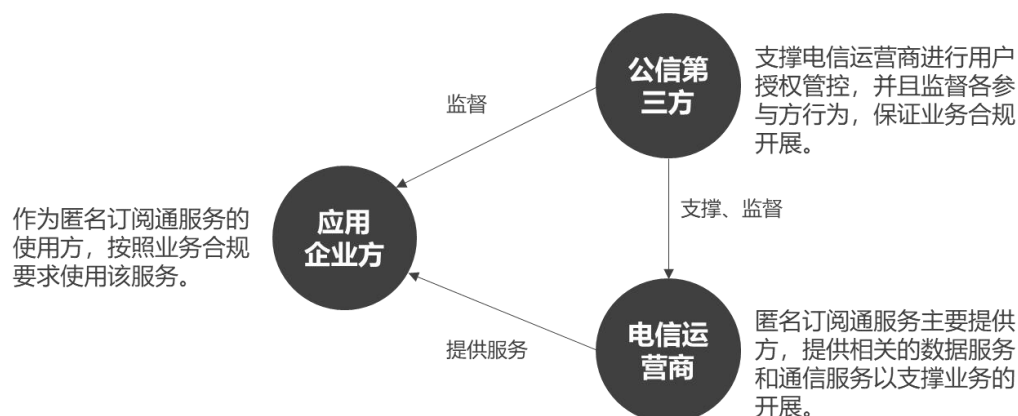 公信第
三方
支撑电信运营商进行用户
授权管控，并且监督各参
与方行为，保证业务合规
开展。
监督
作为匿名订阅通服务的
使用方，按照业务合规
要求使用该服务。
应用
企业方
支撑、监督
提供服务
电信运
营商
匿名订阅通服务主要提供
方，提供相关的数据服务
和通信服务以支撑业务的
开展。